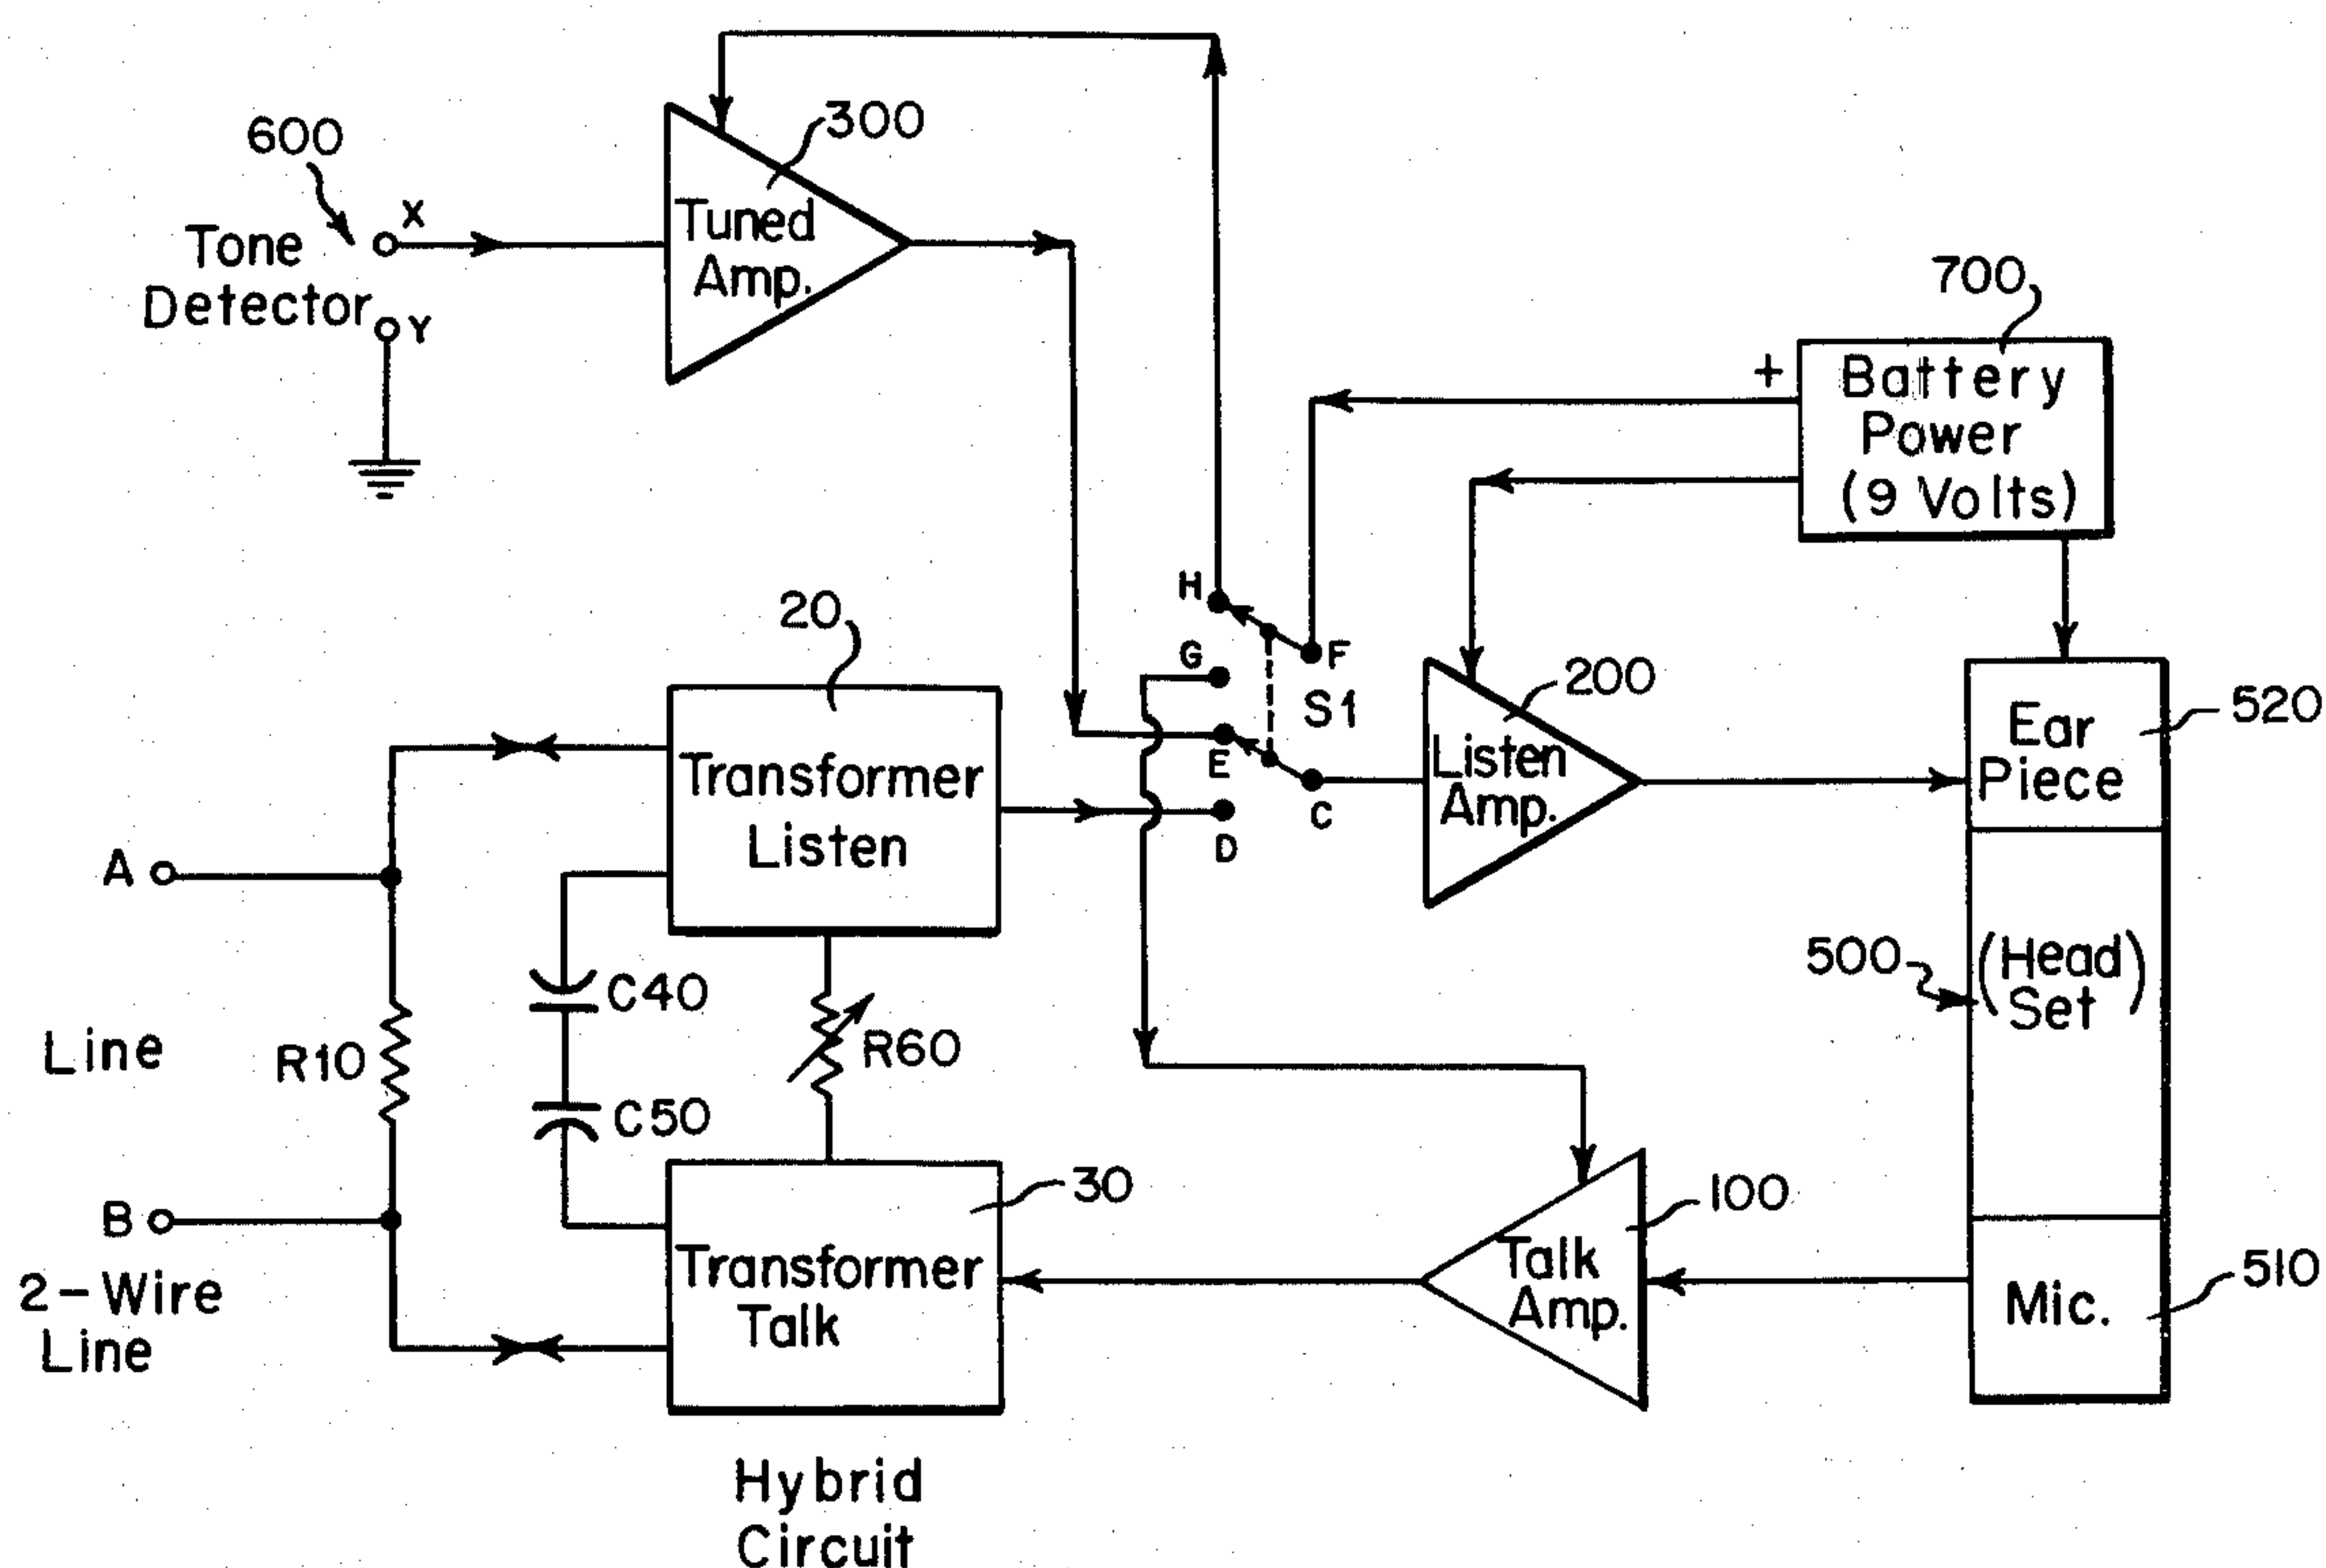 600
X
300
Tone
Detector
Y
Tuned
Amp.
700
+
Battery
Power
(9 Volts)
H
G
F
S1
E
D
C
20
Transformer
Listen
200
Listen
Amp.
520
Ear
Piece
A
C40
R60
500
(Head)
Set
Line
R10
C50
B
2-Wire
Line
30
Transformer
Talk
100
Talk
Amp.
510
Mic.
Hybrid
Circuit